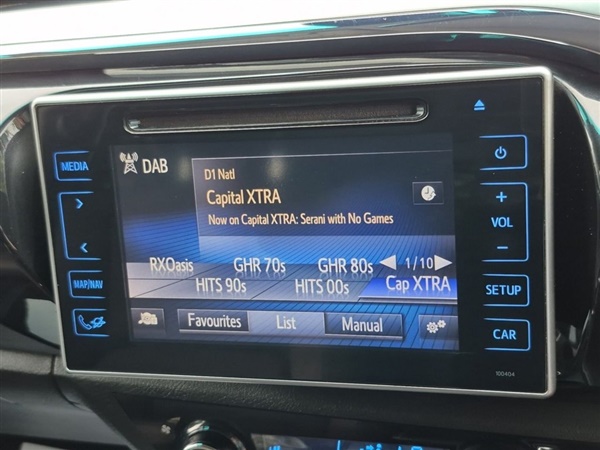 MEDIA
DAB
D1 Natl
Capital XTRA
Now on Capital XTRA: Serani with No Games
RXOasis GHR 70s GHR 80s 1/10
HITS 90s HITS 00s Cap XTRA
Favourites List Manual
MAP/NAV
VOL
SETUP
CAR
100404